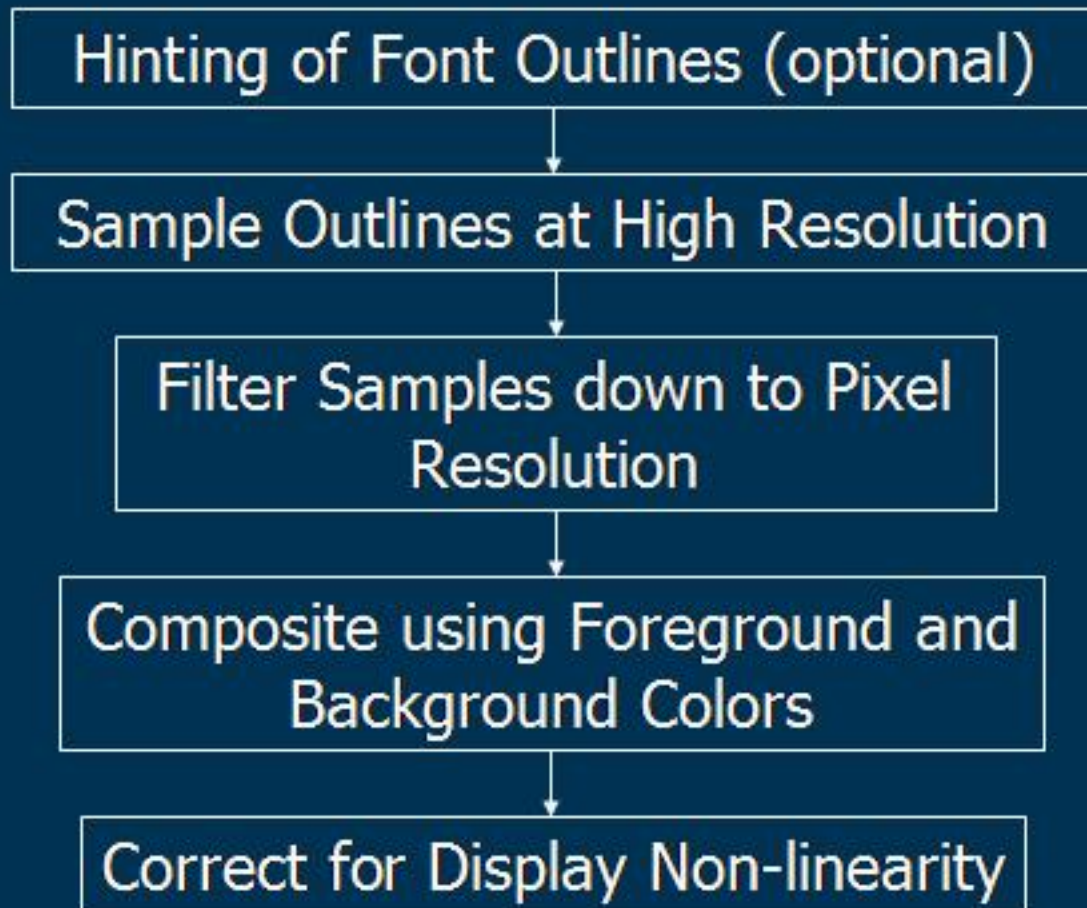 Hinting of Font Outlines (optional)
Sample Outlines at High Resolution
Filter Samples down to Pixel
Resolution
Composite using Foreground and
Background Colors
Correct for Display Non-linearity